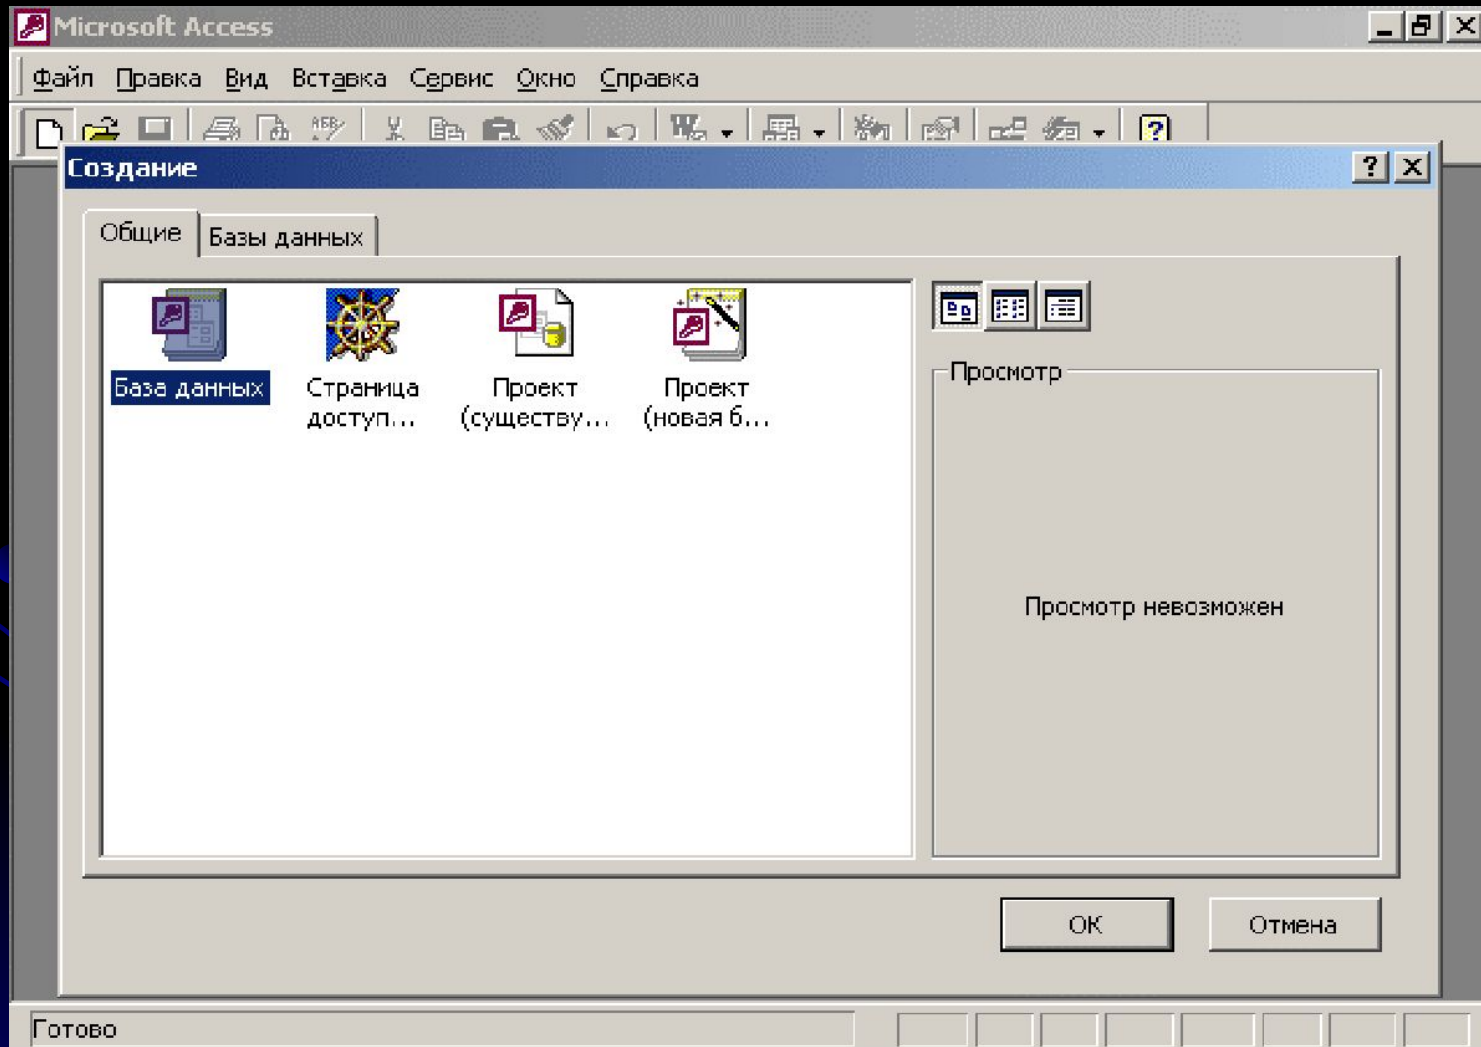 Microsoft Access
Файл Правка Вид Вставка Сервис Окно Справка
Создание
Общие Базы данных
База данных Страница доступ... Проект (существу... Проект (новая б...
Просмотр
Просмотр невозможен
ОК Отмена
Готово